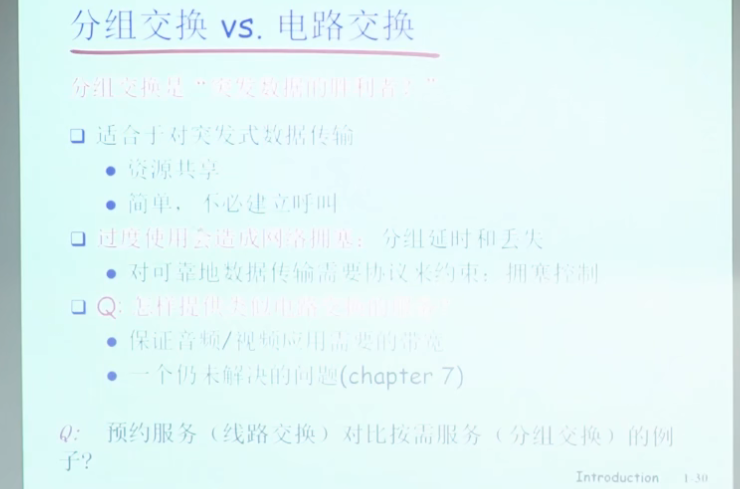 分组交换 vs. 电路交换
分组交换是“突发数据的胜利者？”
适合于对突发式数据传输
资源共享
简单，不必建立呼叫
过度使用会造成网络拥塞：分组延时和丢失
对可靠地数据传输需要协议来约束：拥塞控制
Q: 怎样提供类似电路交换的服务？
保证音频/视频应用需要的带宽
一个仍未解决的问题(chapter 7)
Q: 预约服务（线路交换）对比按需服务（分组交换）的例
子？
Introduction 1-30